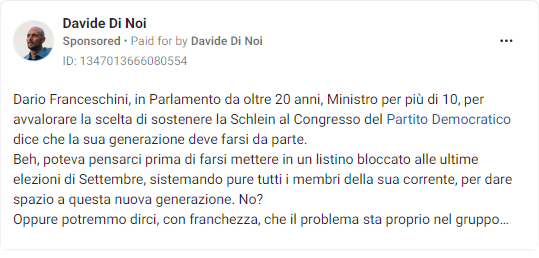 Davide Di Noi
Sponsored • Paid for by Davide Di Noi
ID: 1347013666080554
Dario Franceschini, in Parlamento da oltre 20 anni, Ministro per più di 10, per
avvalorare la scelta di sostenere la Schlein al Congresso del Partito Democratico
dice che la sua generazione deve farsi da parte.
Beh, poteva pensarci prima di farsi mettere in un listino bloccato alle ultime
elezioni di Settembre, sistemando pure tutti i membri della sua corrente, per dare
spazio a questa nuova generazione. No?
Oppure potremmo dirci, con franchezza, che il problema sta proprio nel gruppo...